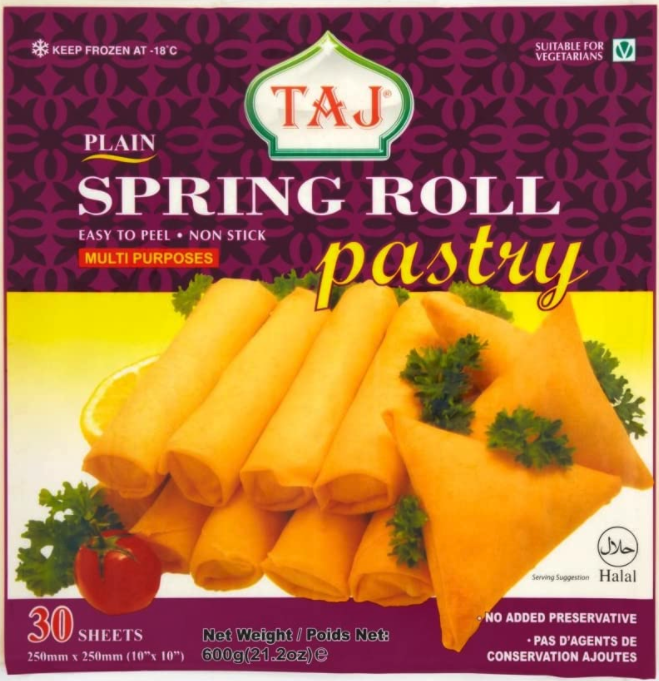 KEEP FROZEN AT -18°C
SUITABLE FOR
VEGETARIANS
V
TAJ®
PLAIN
SPRING ROLL
pastry
EASY TO PEEL • NON STICK
MULTI PURPOSES
حلال
Serving Suggestion Halal
30 SHEETS
250mm x 250mm (10"x 10")
Net Weight / Poids Net:
600g(21.2oz)℮
· NO ADDED PRESERVATIVE
· PAS D'AGENTS DE
CONSERVATION AJOUTES